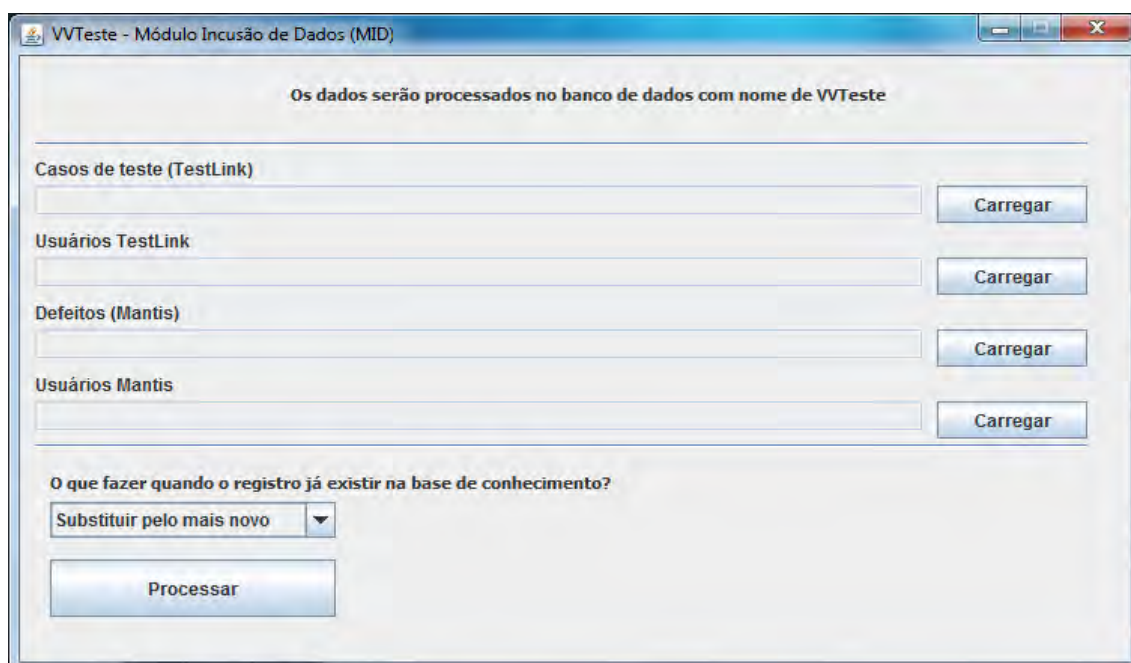 VVTeste - Módulo Incusão de Dados (MID)
Os dados serão processados no banco de dados com nome de VVTeste
Casos de teste (TestLink)
Carregar
Usuários TestLink
Carregar
Defeitos (Mantis)
Carregar
Usuários Mantis
Carregar
O que fazer quando o registro já existir na base de conhecimento?
Substituir pelo mais novo
Processar